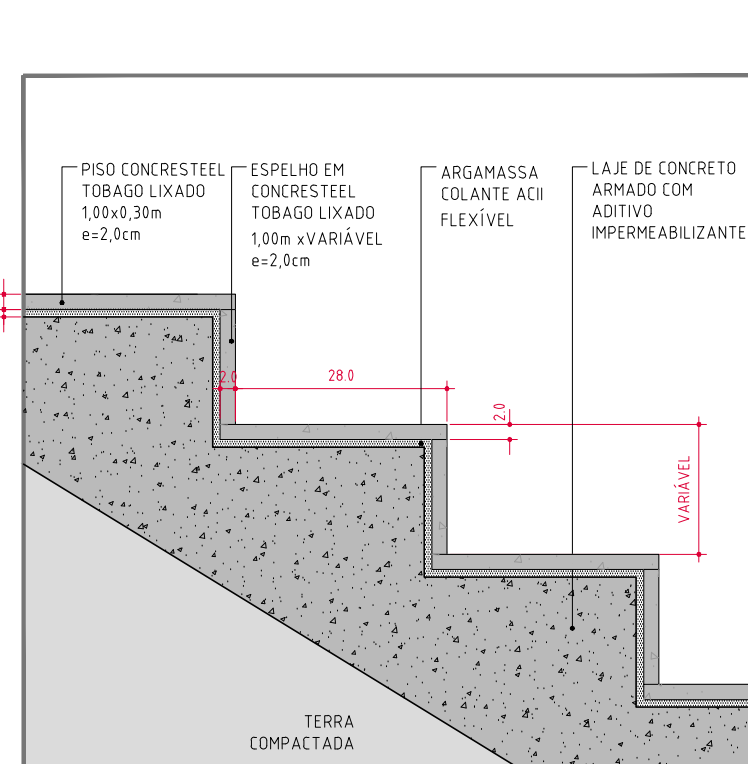 PISO CONCRESTEEL
TOBAGO LIXADO
1,00x0,30m
e=2,0cm
ESPELHO EM
CONCRESTEEL
TOBAGO LIXADO
1,00m xVARIÁVEL
e=2,0cm
ARGAMASSA
COLANTE ACII
FLEXÍVEL
LAJE DE CONCRETO
ARMADO COM
ADITIVO
IMPERMEABILIZANTE
2.0
28.0
2.0
VARIÁVEL
TERRA
COMPACTADA